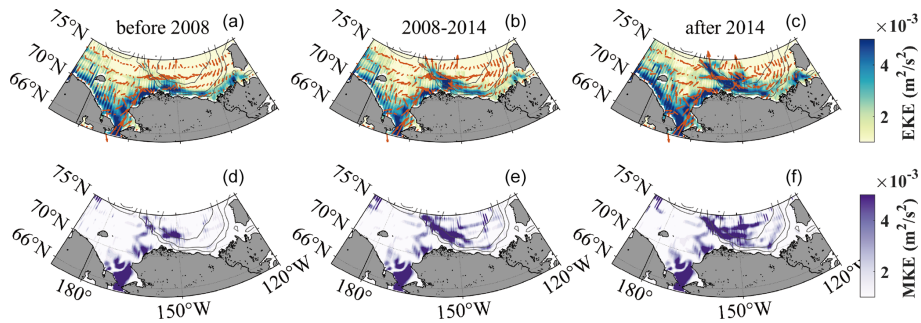 before 2008
(a)
2008-2014
(b)
after 2014
(c)
75°N
70°N
66°N
75°N
70°N
66°N
75°N
70°N
66°N
×10⁻³
4
2
EKE (m²/s²)
(d)
(e)
(f)
75°N
70°N
66°N
180°
150°W
120°W
75°N
70°N
66°N
180°
150°W
120°W
75°N
70°N
66°N
180°
150°W
120°W
×10⁻³
4
2
MKE (m²/s²)